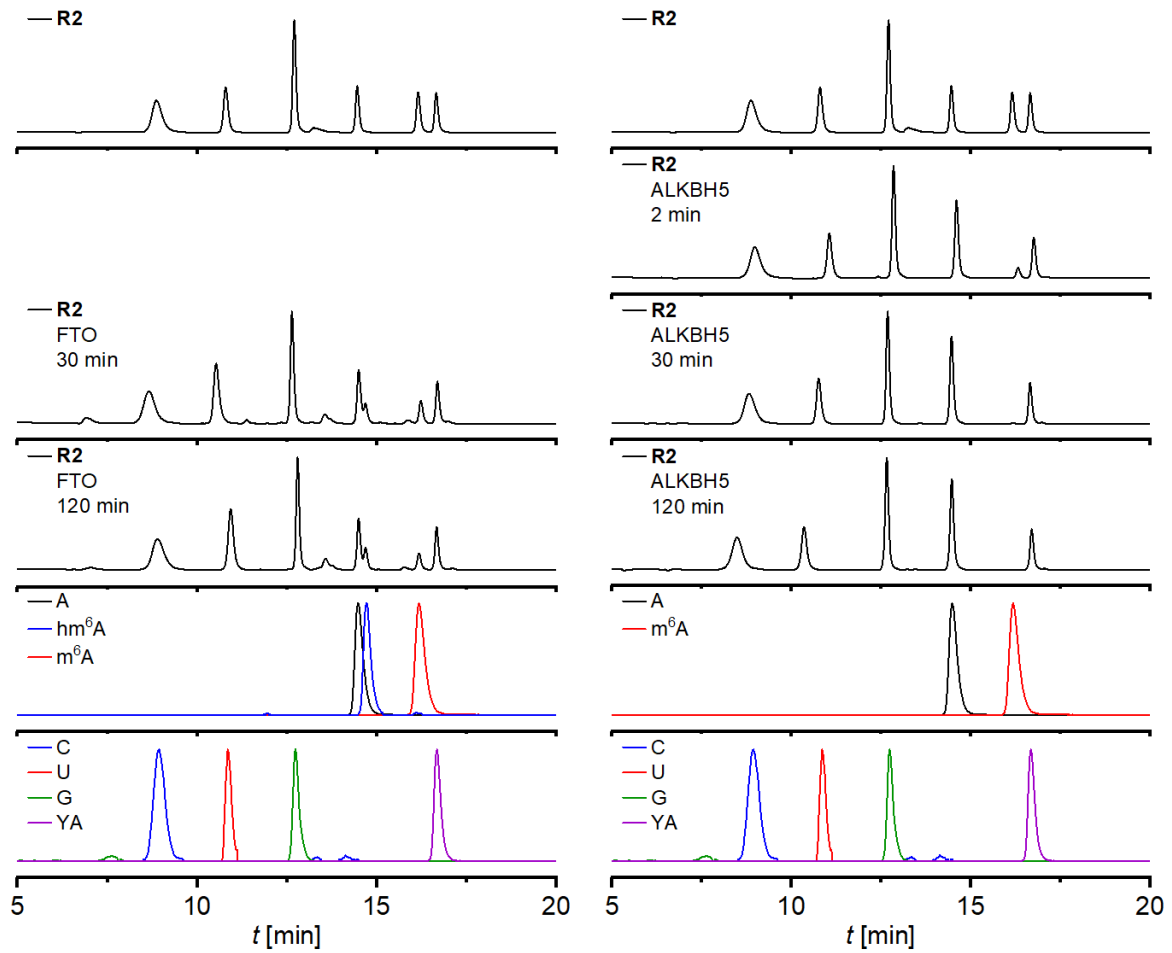 R2
R2
FTO
30 min
R2
FTO
120 min
A
hm⁶A
m⁶A
C
U
G
YA
5 10 15 20
t [min]
R2
R2
ALKBH5
2 min
R2
ALKBH5
30 min
R2
ALKBH5
120 min
A
m⁶A
C
U
G
YA
5 10 15 20
t [min]